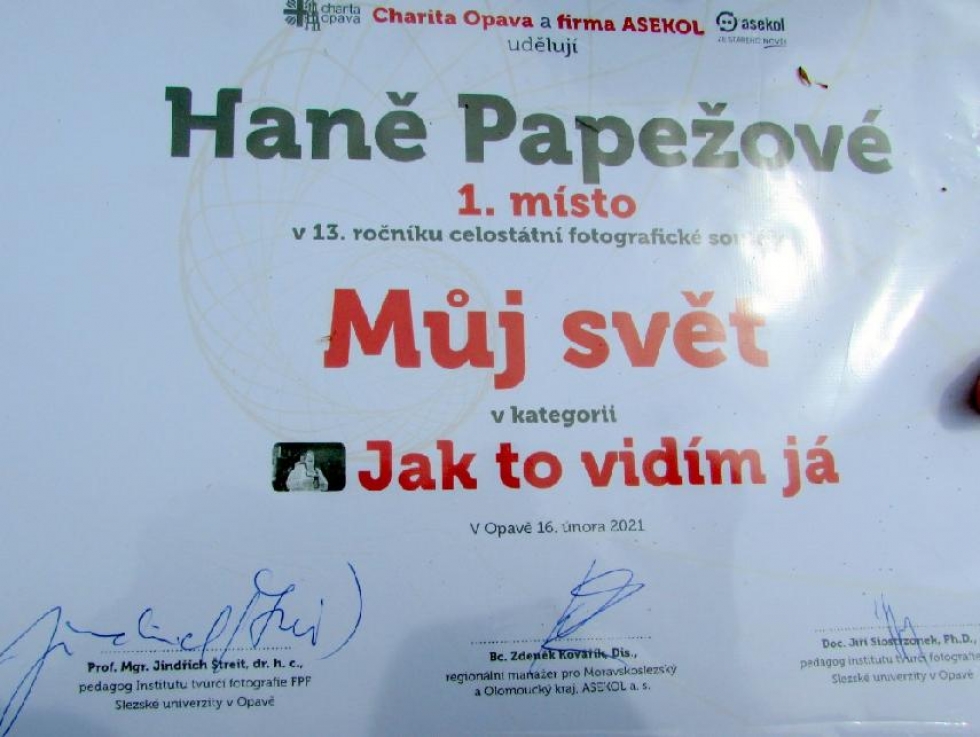 charita opava
Charita Opava a firma ASEKOL
asekol
ZE STARÉHO NOVÉ
udělují
Haně Papežové
1. místo
v 13. ročníku celostátní fotografické
Můj svět
v kategorii
Jak to vidím já
V Opavě 16. února 2021
Prof. Mgr. Jindřich Štreit, dr. h. c.,
pedagog Institutu tvůrčí fotografie FPF
Slezské univerzity v Opavě
Bc. Zdeněk Kovářík, Dis.,
regionální manažer pro Moravskoslezský
a Olomoucký kraj, ASEKOL a. s.
Doc. Jiří Siostrzonek, Ph.D.,
pedagog institutu tvůrčí fotografie
Slezské univerzity v Opavě